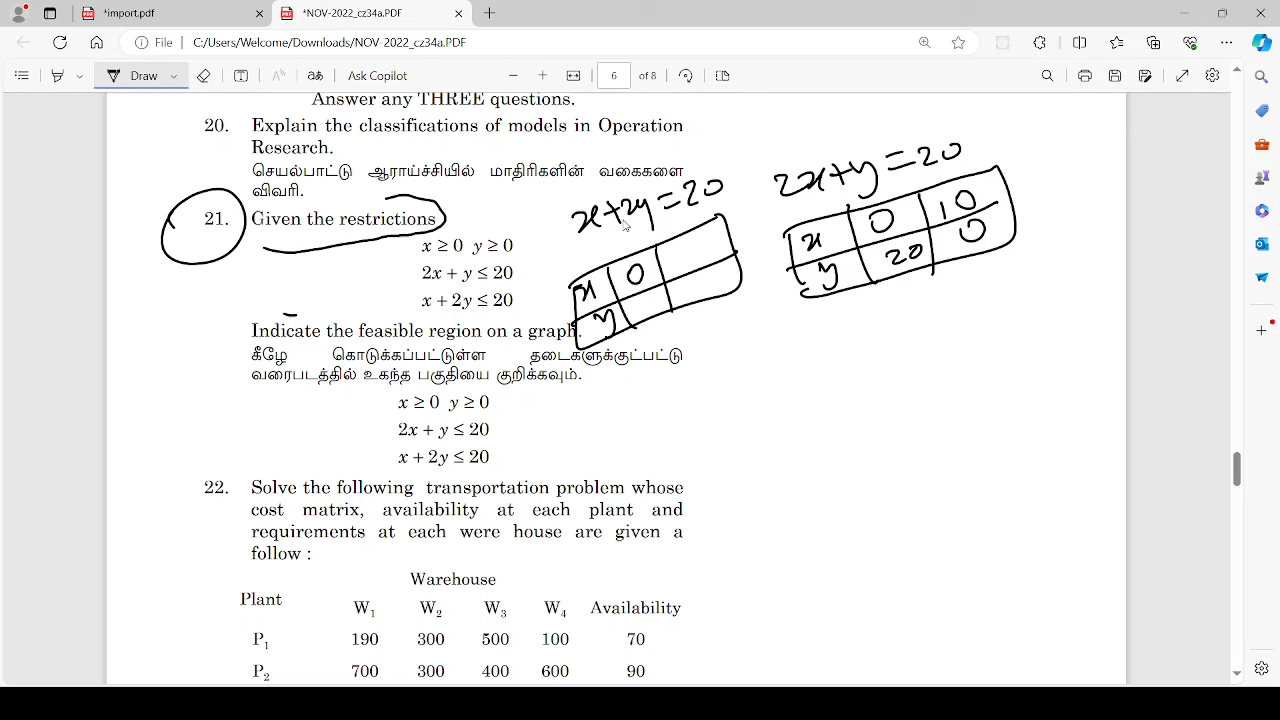 *import.pdf
*NOV-2022_cz34a.PDF
File
C:/Users/Welcome/Downloads/NOV-2022_cz34a.PDF
Draw
Ask Copilot
6 of 8
Answer any THREE questions.
20. Explain the classifications of models in Operation
Research.
செயல்பாட்டு ஆராய்ச்சியில் மாதிரிகளின் வகைகளை
விவரி.
21. Given the restrictions
x ≥ 0 y ≥ 0
2x + y ≤ 20
x + 2y ≤ 20
Indicate the feasible region on a graph.
கீழே கொடுக்கப்பட்டுள்ள தடைகளுக்குட்பட்டு
வரைபடத்தில் உகந்த பகுதியை குறிக்கவும்.
x ≥ 0 y ≥ 0
2x + y ≤ 20
x + 2y ≤ 20
x+2y=20
x 0
y
2x+y=20
x 0 10
y 20 0
22. Solve the following transportation problem whose
cost matrix, availability at each plant and
requirements at each were house are given a
follow :
Warehouse
Plant
W1 W2 W3 W4 Availability
P1 190 300 500 100 70
P2 700 300 400 600 90